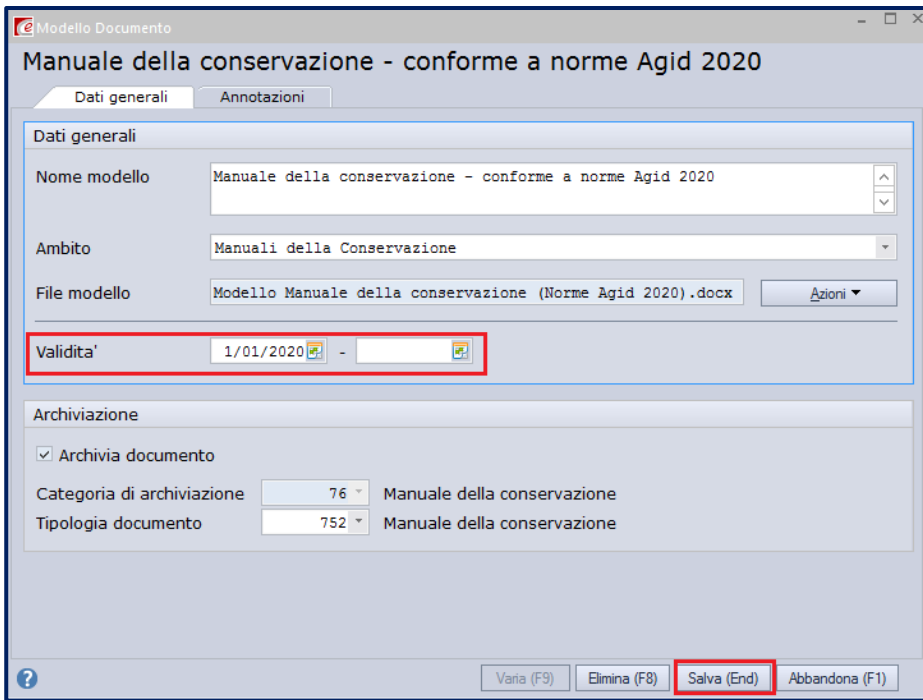 Modello Documento
Manuale della conservazione - conforme a norme Agid 2020
Dati generali Annotazioni
Dati generali
Nome modello Manuale della conservazione - conforme a norme Agid 2020
Ambito Manuali della Conservazione
File modello Modello Manuale della conservazione (Norme Agid 2020).docx Azioni
Validita' 1/01/2020 -
Archiviazione
Archivia documento
Categoria di archiviazione 76 Manuale della conservazione
Tipologia documento 752 Manuale della conservazione
? Varia (F9) Elimina (F8) Salva (End) Abbandona (F1)